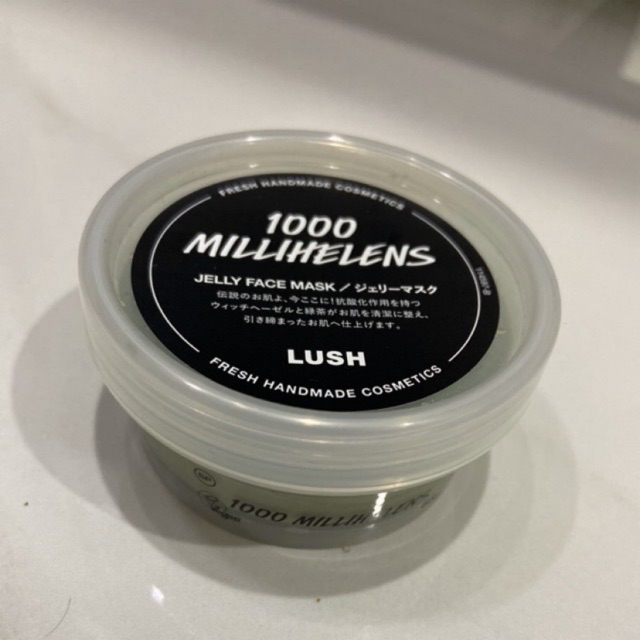 FRESH HANDMADE COSMETICS
1000
MILLIHELENS
JELLY FACE MASK / ジェリーマスク
伝説のお肌よ、今ここに!抗酸化作用を持つ
ウィッチヘーゼルと緑茶がお肌を清潔に整え、
引き締まったお肌へ仕上げます。
LUSH
FRESH HANDMADE COSMETICS
1000 MILLIHELEN